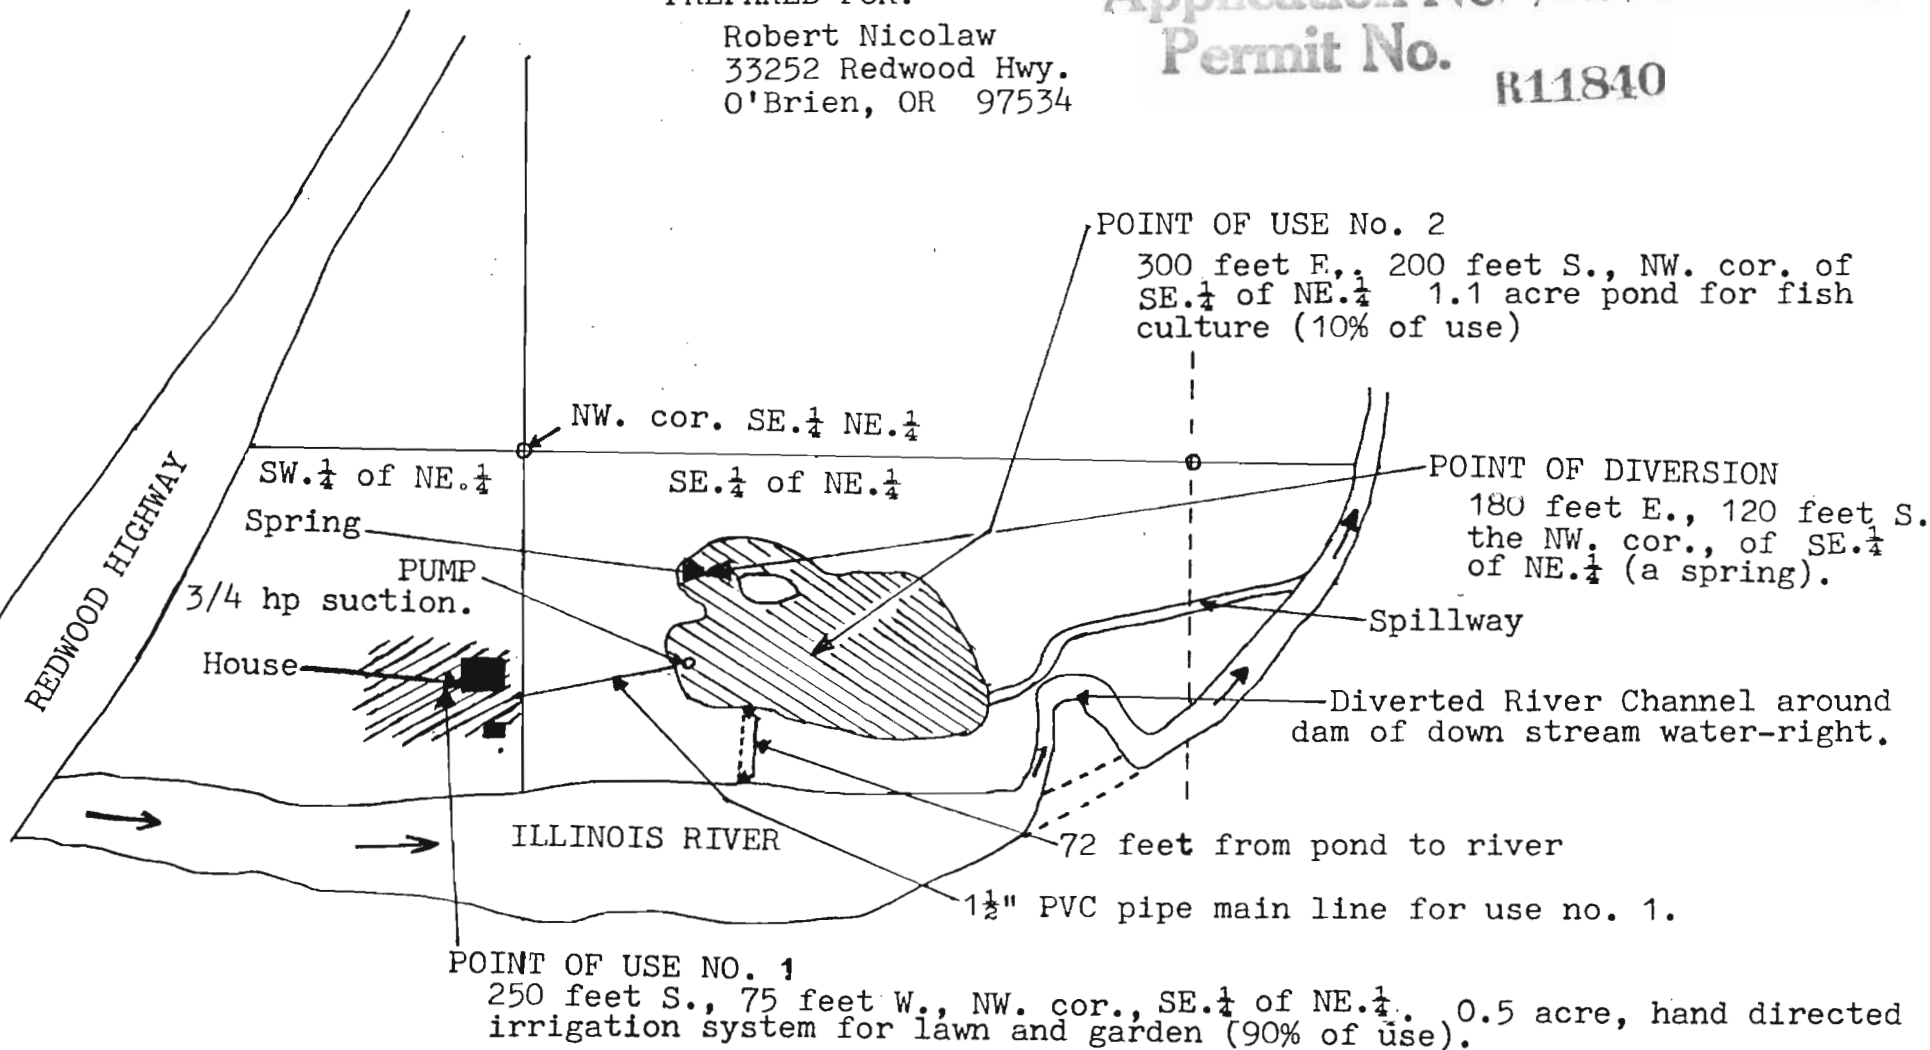 PREPARED FOR:
Robert Nicolaw
33252 Redwood Hwy.
O'Brien, OR 97534
Application No.
Permit No. R11840
POINT OF USE No. 2
300 feet E,. 200 feet S., NW. cor. of
SE.¼ of NE.¼ 1.1 acre pond for fish
culture (10% of use)
NW. cor. SE.¼ NE.¼
SW.¼ of NE.¼
SE.¼ of NE.¼
POINT OF DIVERSION
180 feet E., 120 feet S.
the NW. cor., of SE.¼
of NE.¼ (a spring).
Spring
PUMP
3/4 hp suction.
House
REDWOOD HIGHWAY
Spillway
Diverted River Channel around
dam of down stream water-right.
ILLINOIS RIVER
72 feet from pond to river
1½" PVC pipe main line for use no. 1.
POINT OF USE NO. 1
250 feet S., 75 feet W., NW. cor., SE.¼ of NE.¼. 0.5 acre, hand directed
irrigation system for lawn and garden (90% of use).